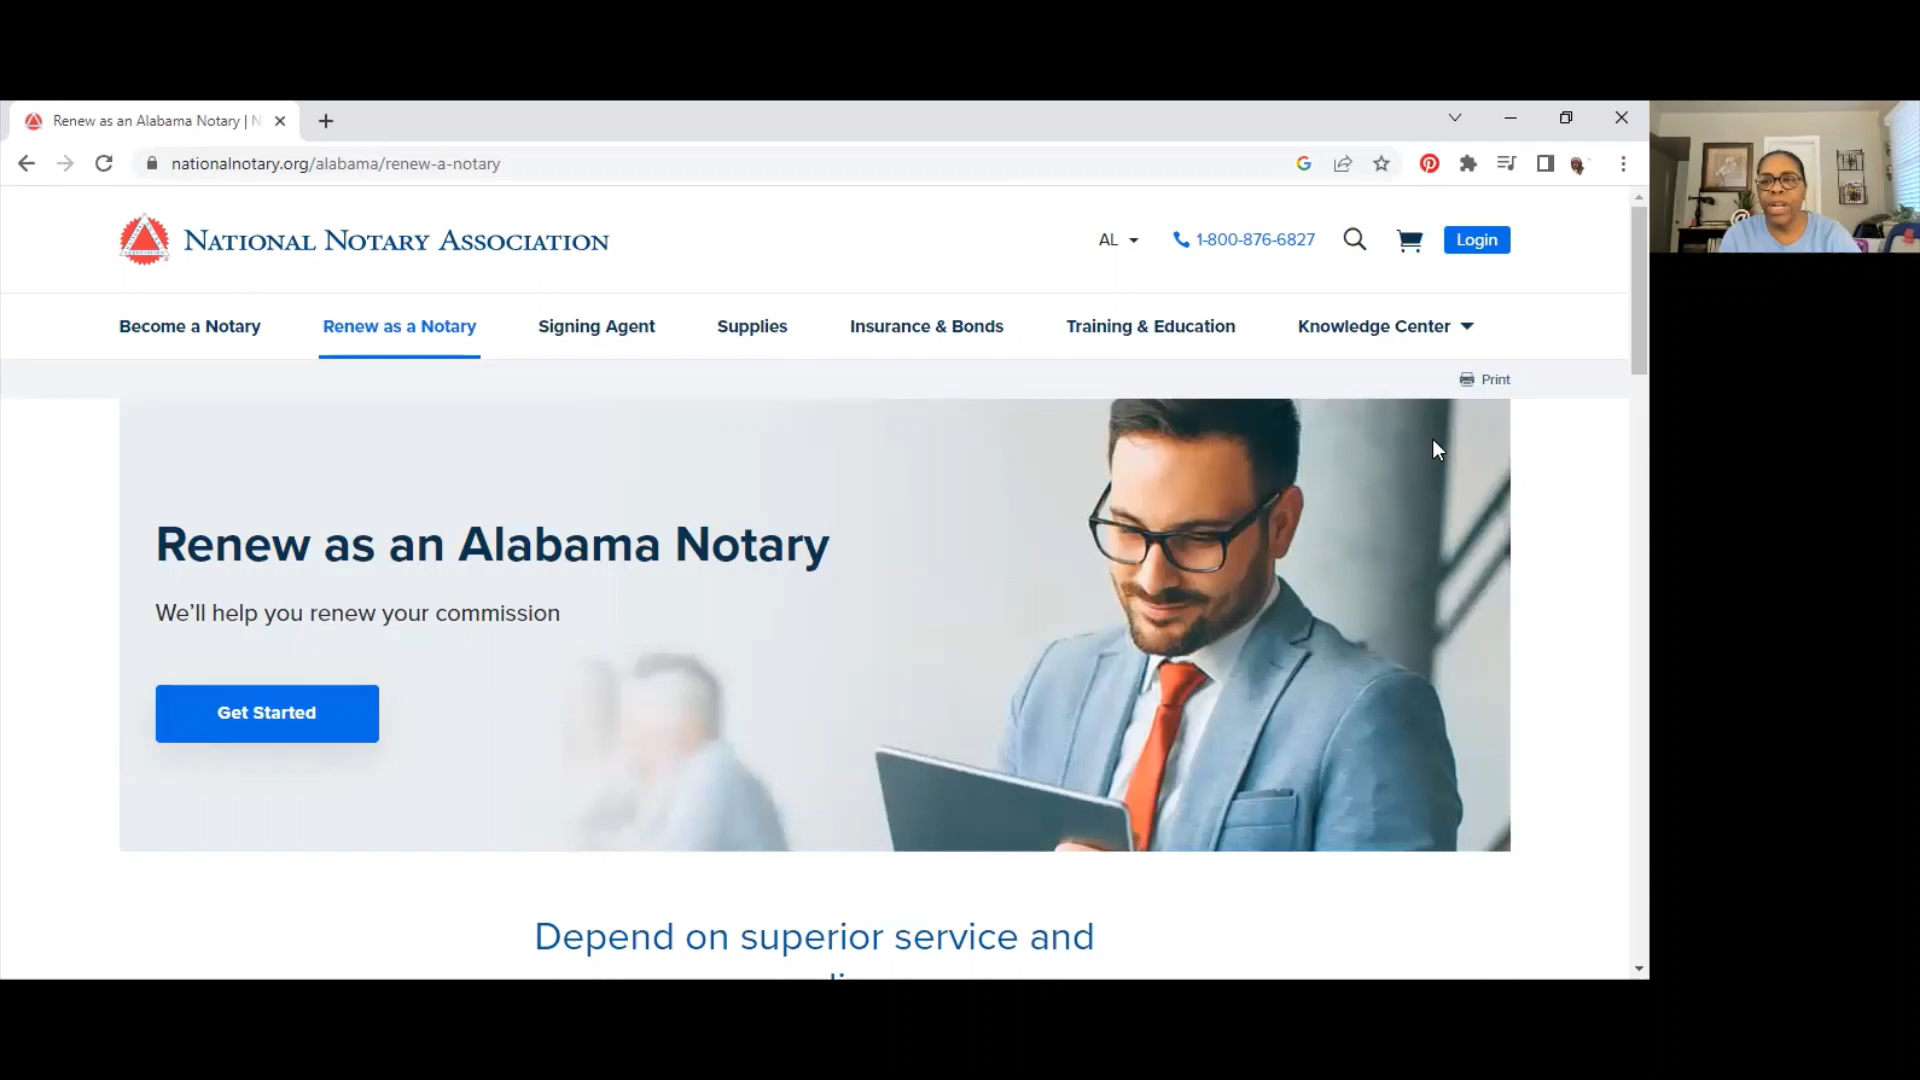 Renew as an Alabama Notary | N
nationalnotary.org/alabama/renew-a-notary
NATIONAL NOTARY ASSOCIATION
AL
1-800-876-6827
Login
Become a Notary
Renew as a Notary
Signing Agent
Supplies
Insurance & Bonds
Training & Education
Knowledge Center
Print
Renew as an Alabama Notary
We'll help you renew your commission
Get Started
Depend on superior service and